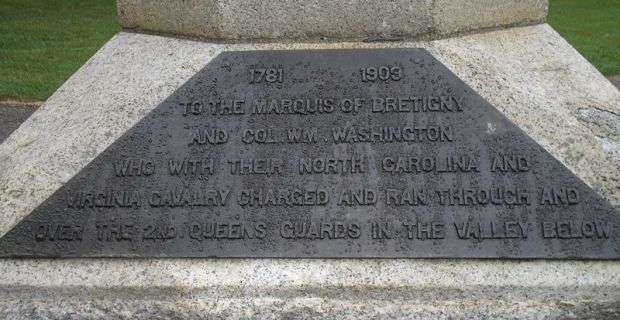 1781 1903
TO THE MARQUIS OF BRETIGNY
AND COL. WM. WASHINGTON
WHO WITH THEIR NORTH CAROLINA AND
VIRGINIA CAVALRY CHARGED AND RAN THROUGH AND
OVER THE 2ND QUEENS GUARDS IN THE VALLEY BELOW